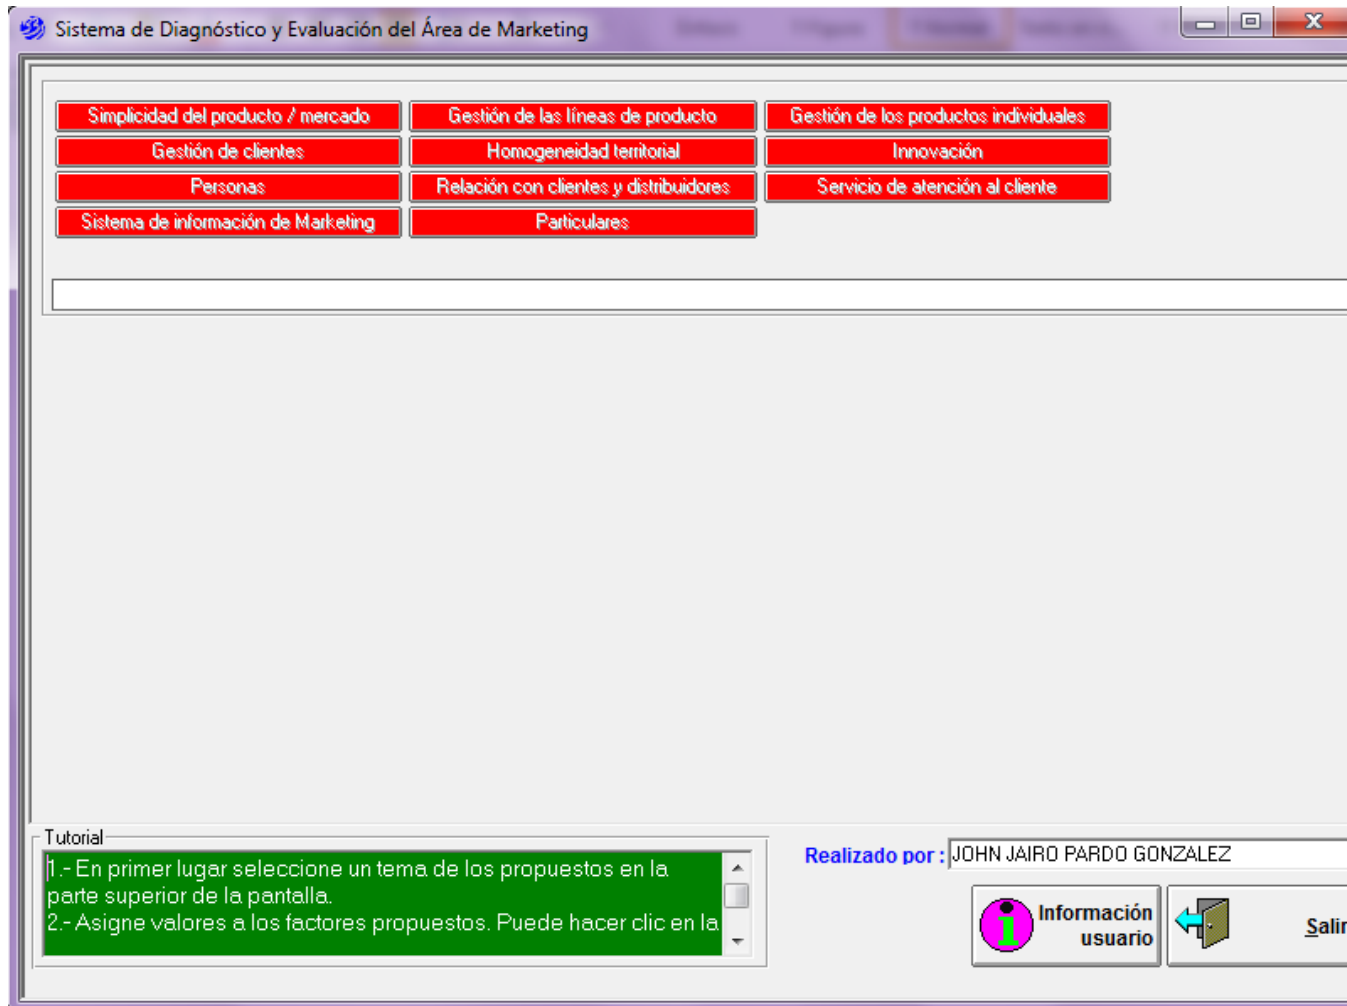 Sistema de Diagnóstico y Evaluación del Área de Marketing
Simplicidad del producto / mercado
Gestión de las líneas de producto
Gestión de los productos individuales
Gestión de clientes
Homogeneidad territorial
Innovación
Personas
Relación con clientes y distribuidores
Servicio de atención al cliente
Sistema de información de Marketing
Particulares
Tutorial
1.- En primer lugar seleccione un tema de los propuestos en la
parte superior de la pantalla.
2.- Asigne valores a los factores propuestos. Puede hacer clic en la
Realizado por : JOHN JAIRO PARDO GONZALEZ
Información
usuario
Salir